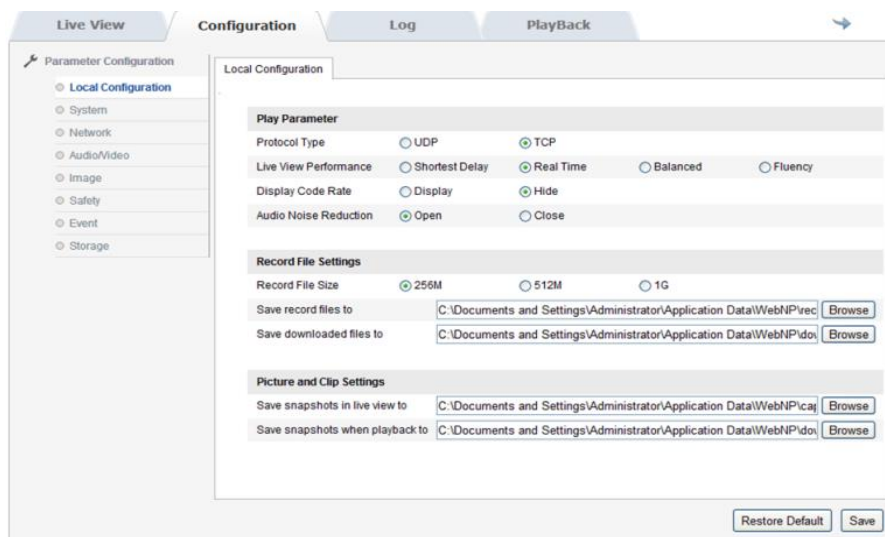 Live View Configuration Log PlayBack
Parameter Configuration
Local Configuration
System
Network
Audio/Video
Image
Safety
Event
Storage
Local Configuration
Play Parameter
Protocol Type UDP TCP
Live View Performance Shortest Delay Real Time Balanced Fluency
Display Code Rate Display Hide
Audio Noise Reduction Open Close
Record File Settings
Record File Size 256M 512M 1G
Save record files to C:\Documents and Settings\Administrator\Application Data\WebNP\rec Browse
Save downloaded files to C:\Documents and Settings\Administrator\Application Data\WebNP\dov Browse
Picture and Clip Settings
Save snapshots in live view to C:\Documents and Settings\Administrator\Application Data\WebNP\cap Browse
Save snapshots when playback to C:\Documents and Settings\Administrator\Application Data\WebNP\dov Browse
Restore Default Save